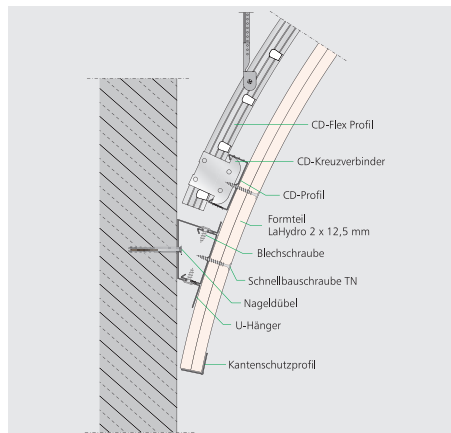 CD-Flex Profil
CD-Kreuzverbinder
CD-Profil
Formteil
LaHydro 2 x 12,5 mm
Blechschraube
Schnellbauschraube TN
Nageldübel
U-Hänger
Kantenschutzprofil